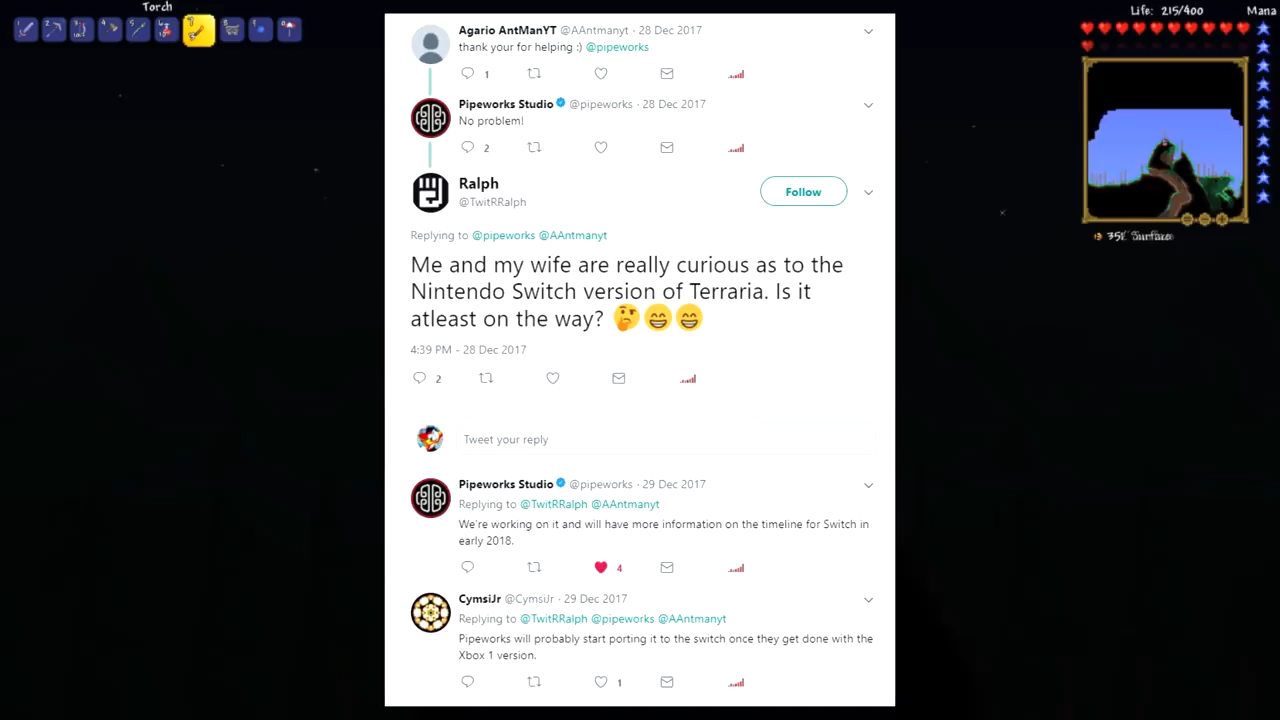 Torch
Life: 215/400
Mana
Agario AntManYT @AAntmanyt · 28 Dec 2017
thank your for helping :) @pipeworks
1
Pipeworks Studio @pipeworks · 28 Dec 2017
No problem!
2
Ralph
@TwitRRalph
Follow
Replying to @pipeworks @AAntmanyt
Me and my wife are really curious as to the
Nintendo Switch version of Terraria. Is it
atleast on the way? 🤔😁😁
4:39 PM - 28 Dec 2017
2
Tweet your reply
Pipeworks Studio @pipeworks · 29 Dec 2017
Replying to @TwitRRalph @AAntmanyt
We're working on it and will have more information on the timeline for Switch in
early 2018.
4
CymsiJr @CymsiJr · 29 Dec 2017
Replying to @TwitRRalph @pipeworks @AAntmanyt
Pipeworks will probably start porting it to the switch once they get done with the
Xbox 1 version.
1
Surface